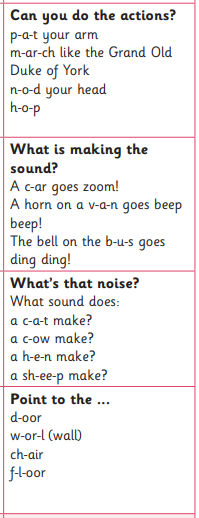 Can you do the actions?
p-a-t your arm
m-ar-ch like the Grand Old
Duke of York
n-o-d your head
h-o-p
What is making the
sound?
A c-ar goes zoom!
A horn on a v-a-n goes beep
beep!
The bell on the b-u-s goes
ding ding!
What's that noise?
What sound does:
a c-a-t make?
a c-ow make?
a h-e-n make?
a sh-ee-p make?
Point to the ...
d-oor
w-or-l (wall)
ch-air
f-l-oor